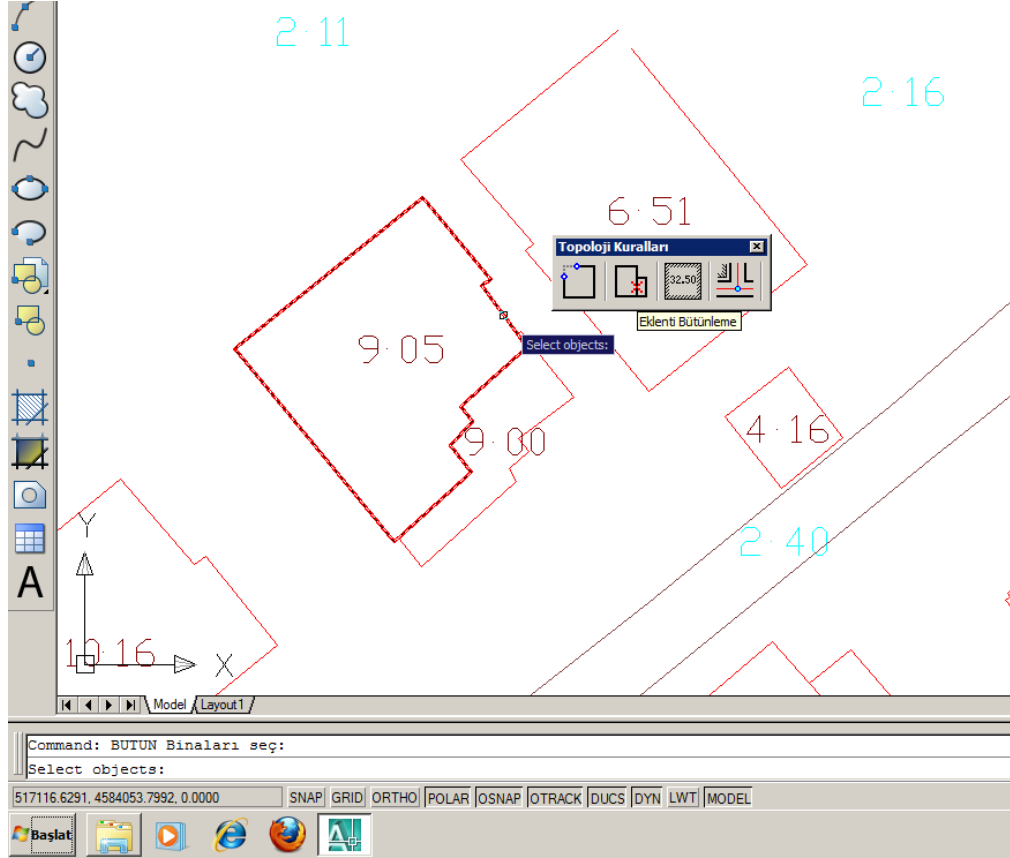 2.11
2.16
6.51
Topoloji Kuralları
32.50
Eklenti Bütünleme
Select objects:
9.05
9.00
4.16
2.40
A
Y
10.16
X
Model
Layout1
Command: BUTUN Binaları seç:
Select objects:
517116.6291, 4584053.7992, 0.0000 SNAP GRID ORTHO POLAR OSNAP OTRACK DUCS DYN LWT MODEL
Başlat